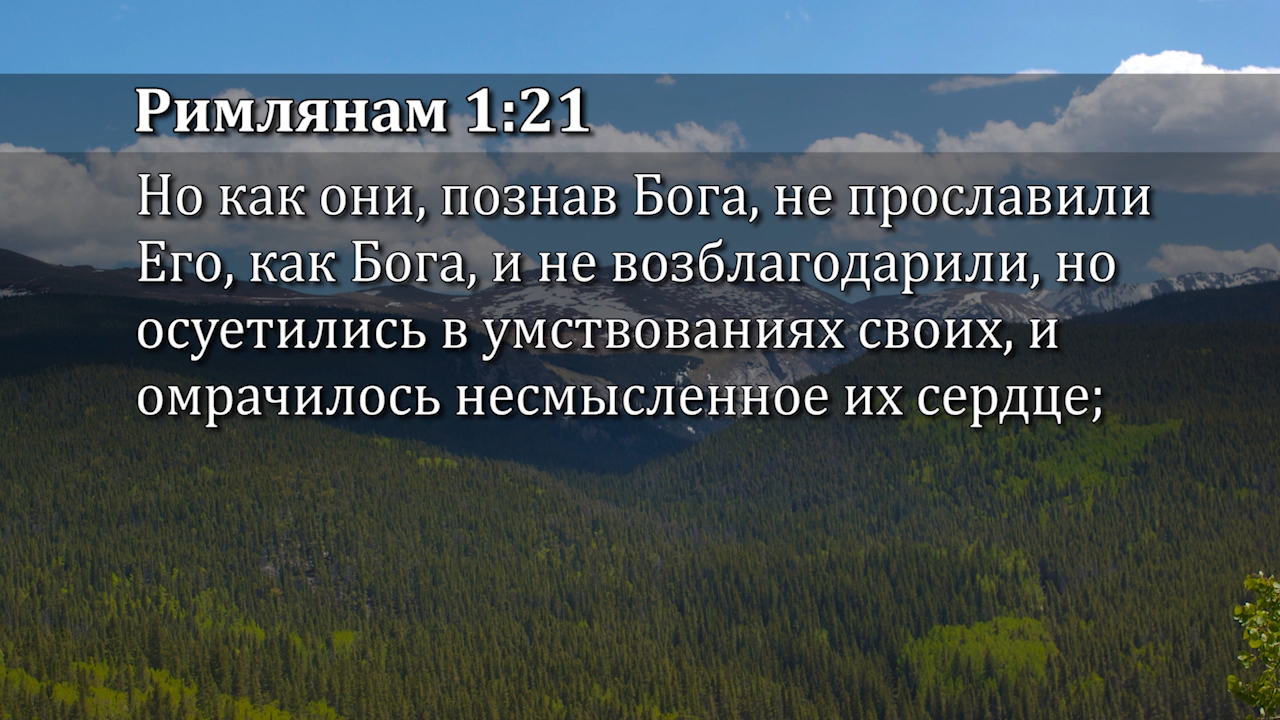 Римлянам 1:21
Но как они, познав Бога, не прославили
Его, как Бога, и не возблагодарили, но
осуетились в умствованиях своих, и
омрачилось несмысленное их сердце;